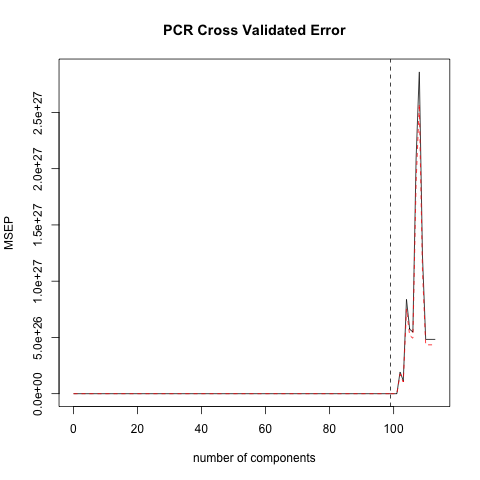 PCR Cross Validated Error
MSEP
2.5e+27
2.0e+27
1.5e+27
1.0e+27
5.0e+26
0.0e+00
0 20 40 60 80 100
number of components